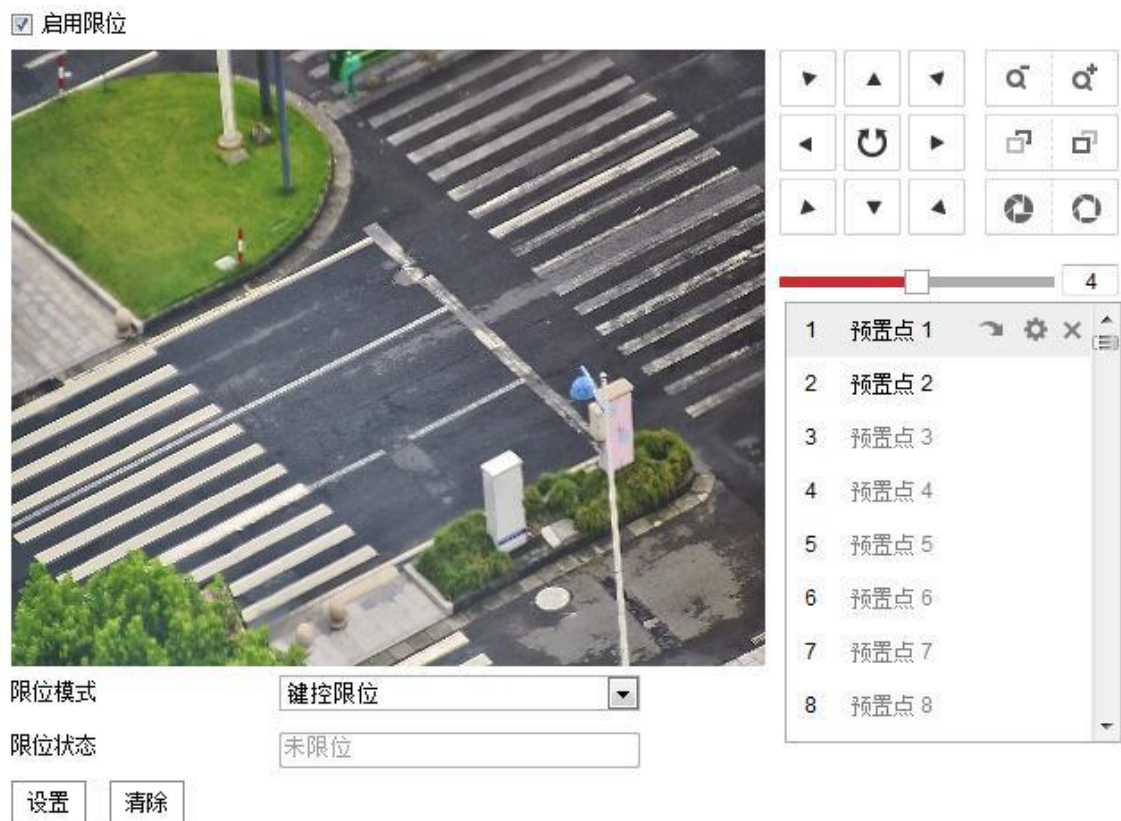 启用限位
4
1 预置点 1
2 预置点 2
3 预置点 3
4 预置点 4
5 预置点 5
6 预置点 6
7 预置点 7
8 预置点 8
限位模式 键控限位
限位状态 未限位
设置 清除